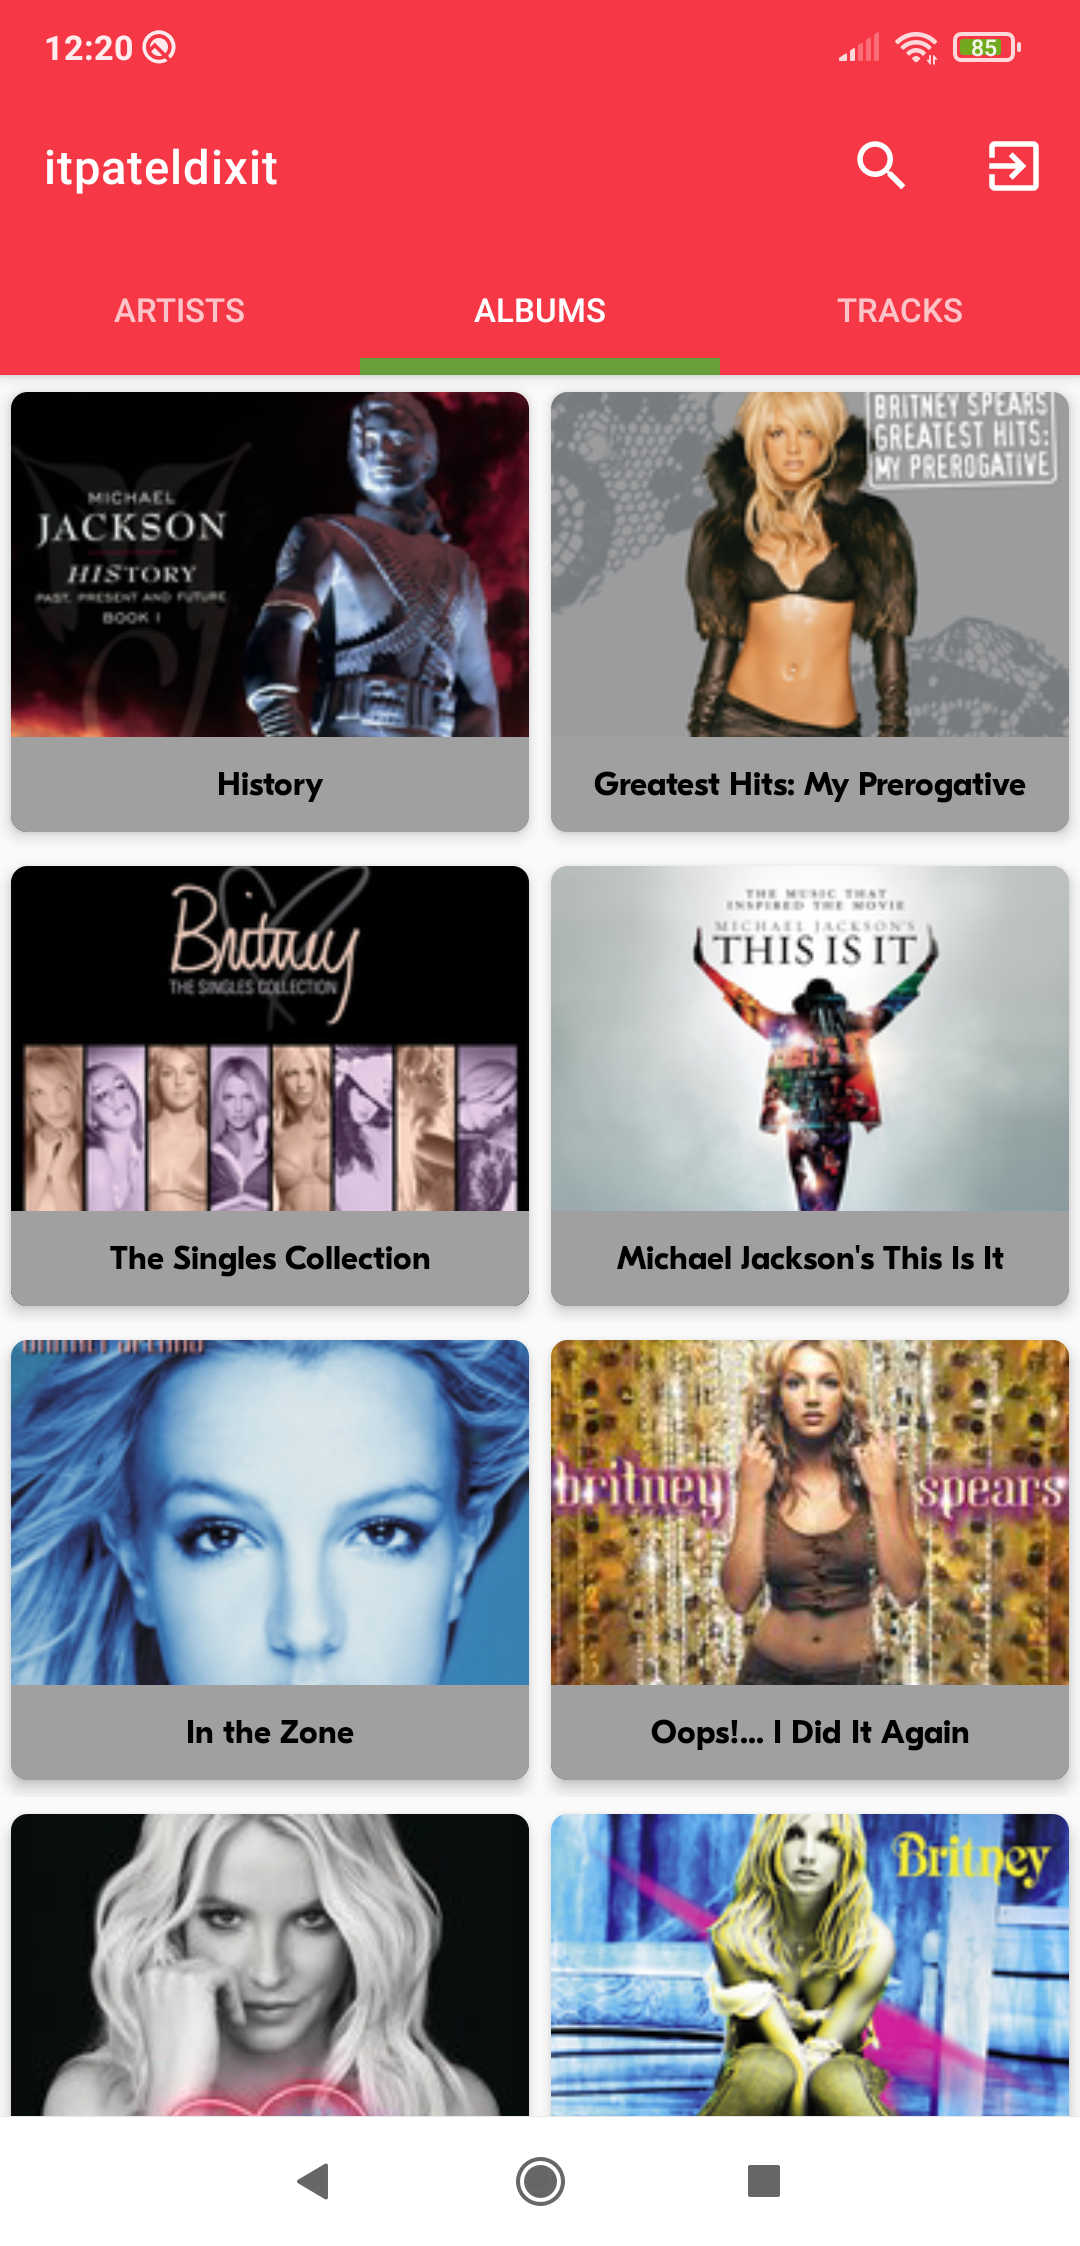 12:20
85
itpateldixit
ARTISTS
ALBUMS
TRACKS
MICHAEL
JACKSON
HISTORY
PAST, PRESENT AND FUTURE
BOOK I
BRITNEY SPEARS
GREATEST HITS:
MY PREROGATIVE
History
Greatest Hits: My Prerogative
Britney
THE SINGLES COLLECTION
THE MUSIC THAT
INSPIRED THE MOVIE
MICHAEL JACKSON'S
THIS IS IT
The Singles Collection
Michael Jackson's This Is It
britney spears
In the Zone
Oops!... I Did It Again
Britney